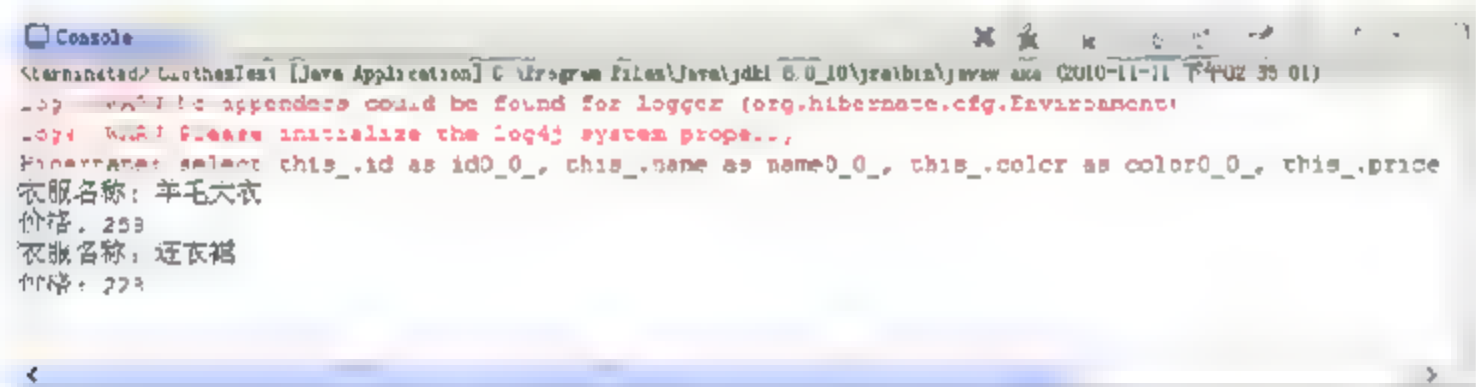 Console
[Java Application] C \Program Files\Java\jdk1 6.0_10\jre\bin\javaw exe (2010-11-11 下午02 35 01)
appenders could be found for logger (org.hibernate.cfg.Environment)
Please initialize the log4j system prope..,
Hibernate: select this_.id as id0_0_, this_.name as name0_0_, this_.color as color0_0_, this_.price
衣服名称：羊毛大衣
价格：
衣服名称：连衣裙
价格：